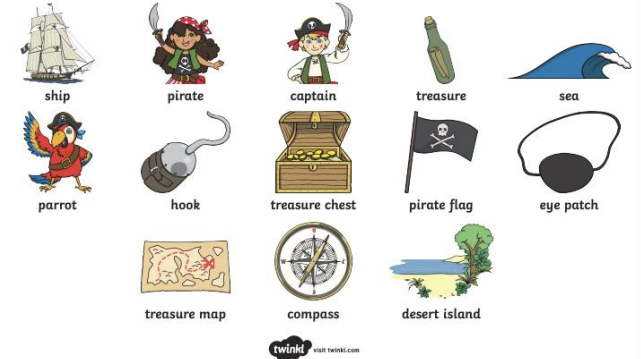 ship pirate captain treasure sea
parrot hook treasure chest pirate flag eye patch
N
W E
S
treasure map compass desert island
twinkl visit twinkl.com